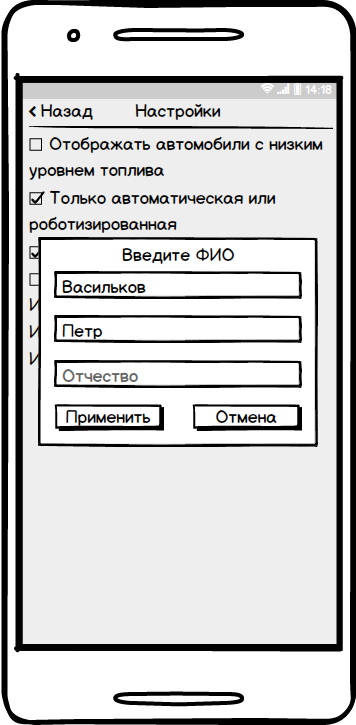 14:18
Назад Настройки
Отображать автомобили с низким
уровнем топлива
Только автоматическая или
роботизированная
Введите ФИО
Васильков
Петр
Отчество
Применить Отмена